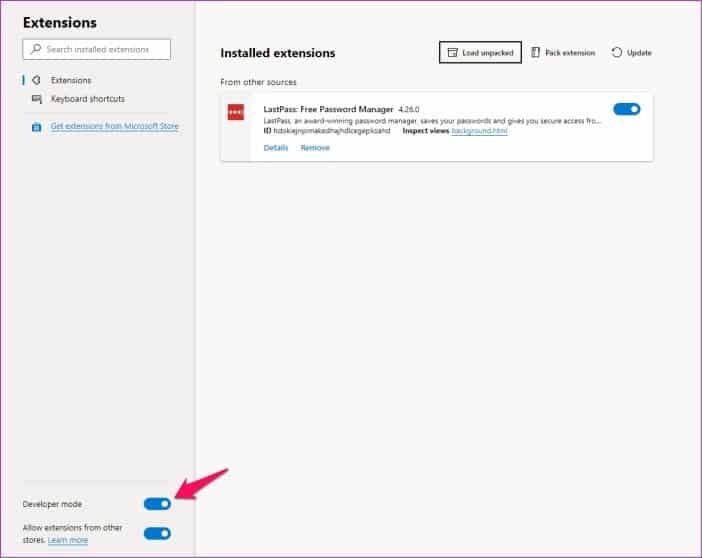 Extensions
Search installed extensions
Extensions
Keyboard shortcuts
Get extensions from Microsoft Store
Developer mode
Allow extensions from other
stores. Learn more
Installed extensions
Load unpacked
Pack extension
Update
From other sources
LastPass: Free Password Manager 4.26.0
LastPass, an award-winning password manager, saves your passwords and gives you secure access fro...
ID hdokiejnpimakedhajhdlcegeplioahd Inspect views background.html
Details Remove